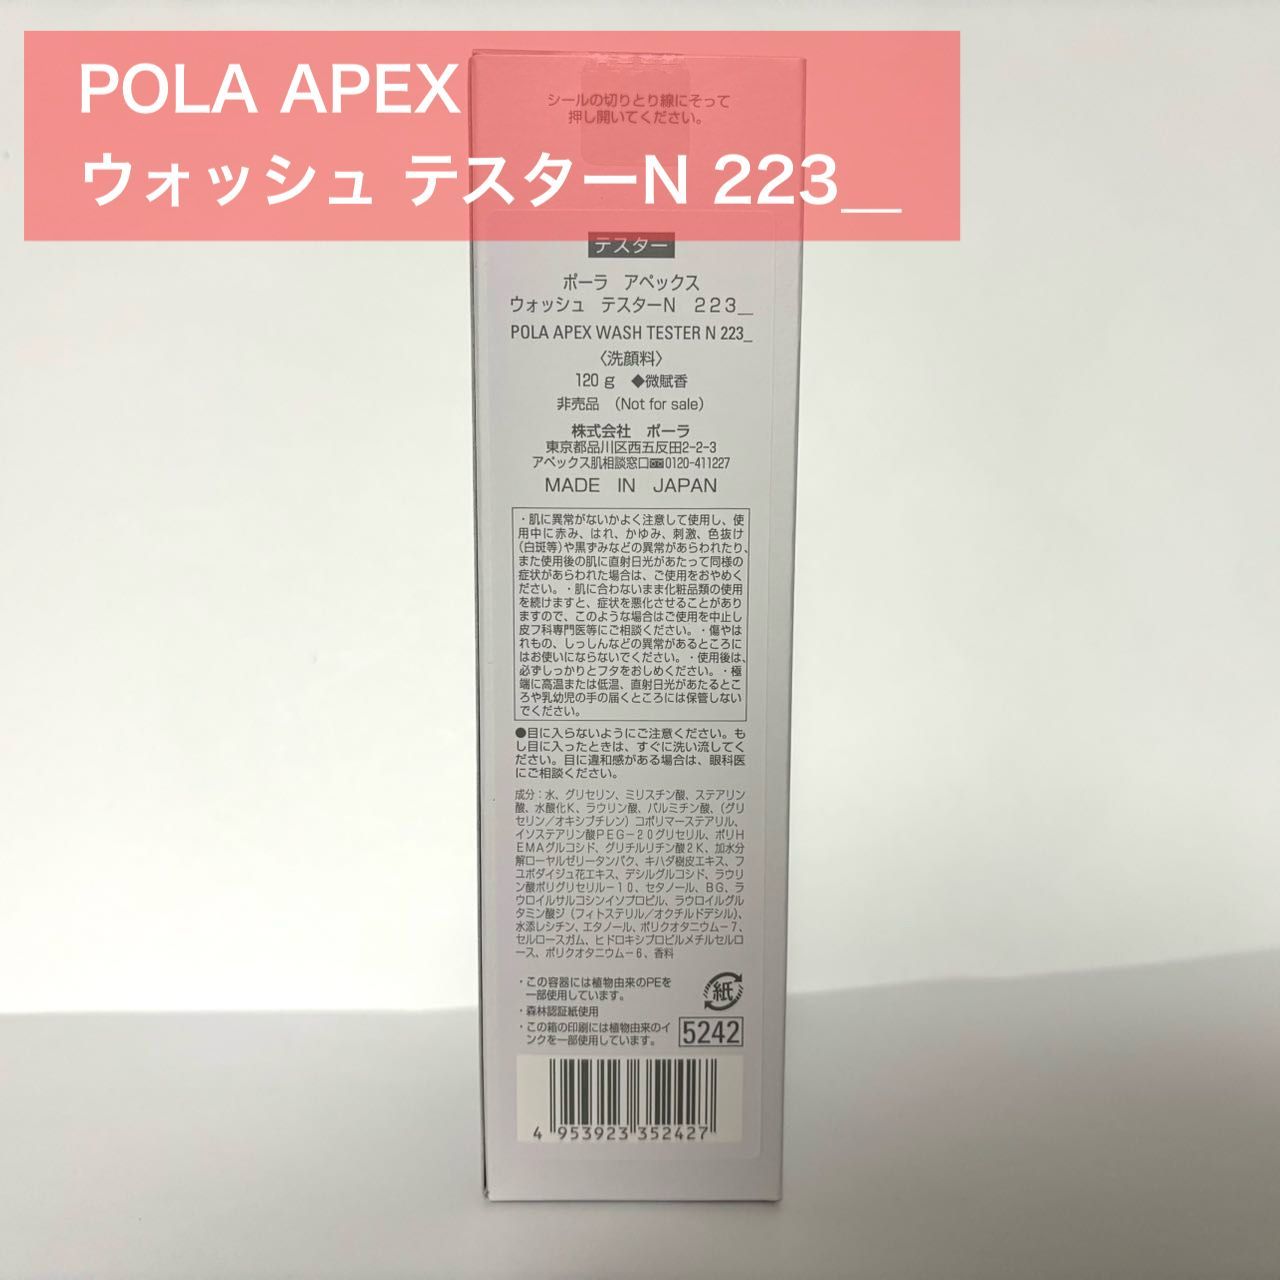 POLA APEX
ウォッシュ テスターN 223__
シールの切りとり線にそって
押し開いてください。
テスター
ポーラ　アペックス
ウォッシュ　テスターN　２２３＿
POLA APEX WASH TESTER N 223_
〈洗顔料〉
120ｇ　◆微賦香
非売品　（Not for sale）
株式会社　ポーラ
東京都品川区西五反田2-2-3
アペックス肌相談窓口 0120-411227
MADE IN JAPAN
・肌に異常がないかよく注意して使用し、使
用中に赤み、はれ、かゆみ、刺激、色抜け
(白斑等)や黒ずみなどの異常があらわれたり、
また使用後の肌に直射日光があたって同様の
症状があらわれた場合は、ご使用をおやめく
ださい。・肌に合わないまま化粧品類の使用
を続けますと、症状を悪化させることがあり
ますので、このような場合はご使用を中止し
皮フ科専門医等にご相談ください。・傷やは
れもの、しっしんなどの異常があるところに
はお使いにならないでください。・使用後は、
必ずしっかりとフタをおしめください。・極
端に高温または低温、直射日光があたるとこ
ろや乳幼児の手の届くところには保管しない
でください。
●目に入らないようにご注意ください。も
し目に入ったときは、すぐに洗い流してく
ださい。目に違和感がある場合は、眼科医
にご相談ください。
成分：水、グリセリン、ミリスチン酸、ステアリン
酸、水酸化K、ラウリン酸、パルミチン酸、（グリ
セリン／オキシブチレン）コポリマーステアリル、
イソステアリン酸ＰＥＧ－２０グリセリル、ポリＨ
ＥＭＡグルコシド、グリチルリチン酸２Ｋ、加水分
解ローヤルゼリータンパク、キハダ樹皮エキス、フ
ユボダイジュ花エキス、デシルグルコシド、ラウリ
ン酸ポリグリセリル－１０、セタノール、ＢＧ、ラ
ウロイルサルコシンイソプロピル、ラウロイルグル
タミン酸ジ（フィトステリル／オクチルドデシル）、
水添レシチン、エタノール、ポリクオタニウム－７、
セルロースガム、ヒドロキシプロピルメチルセルロ
ース、ポリクオタニウム－６、香料
・この容器には植物由来のPEを
一部使用しています。
・森林認証紙使用
・この箱の印刷には植物由来のイ
ンクを一部使用しています。
紙
5242
4 953923 352427